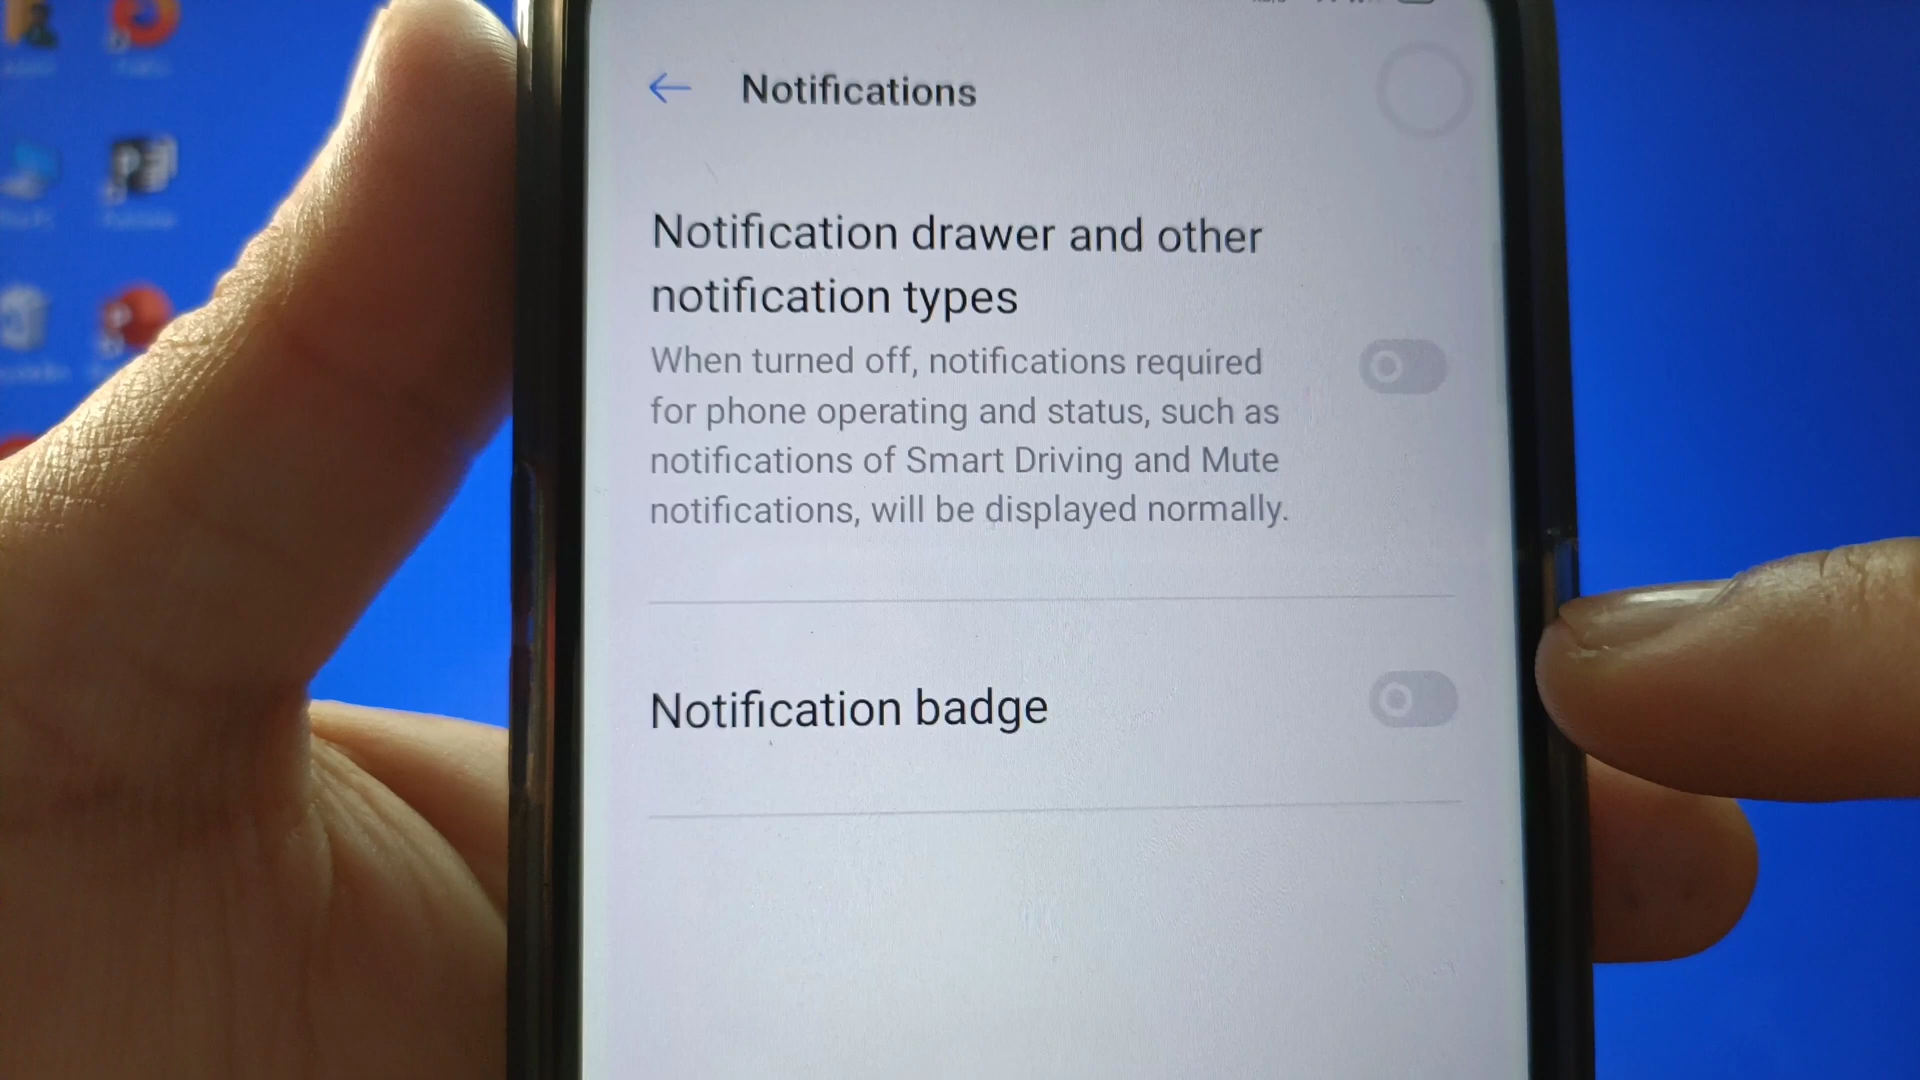 Notifications
Notification drawer and other
notification types
When turned off, notifications required
for phone operating and status, such as
notifications of Smart Driving and Mute
notifications, will be displayed normally.
Notification badge